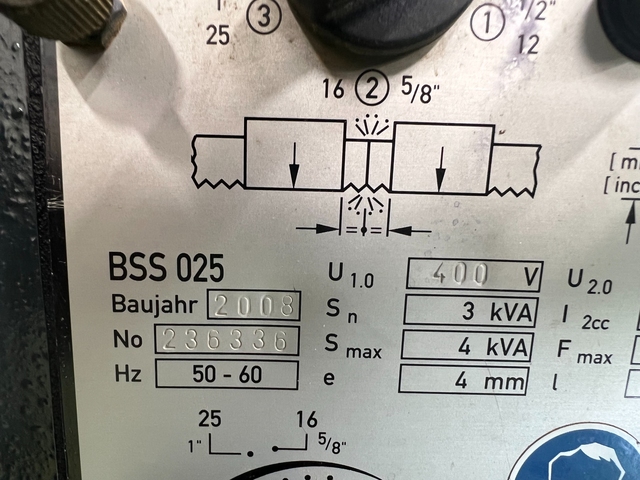 1" ③ 25
① 1/2" 12
16 ② 5/8"
[ m
[ inc
= =
BSS 025
U 1.0 400 V U 2.0
Baujahr 2008 S n 3 kVA I 2cc
No 236336 S max 4 kVA F max
Hz 50 - 60 e 4 mm l
25 16
1" 5/8"